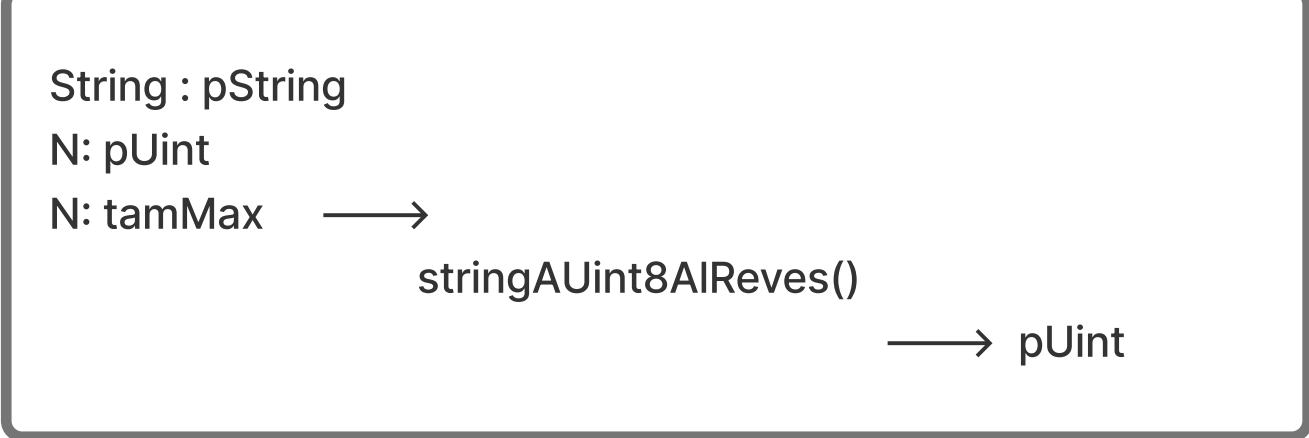 String : pString
N: pUint
N: tamMax
stringAUint8AlReves()
pUint